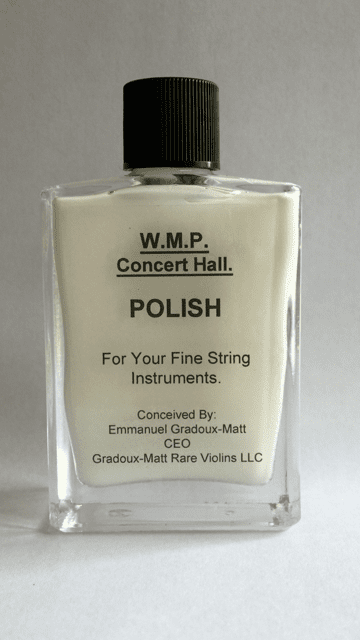 W.M.P.
Concert Hall.
POLISH
For Your Fine String
Instruments.
Conceived By:
Emmanuel Gradoux-Matt
CEO
Gradoux-Matt Rare Violins LLC